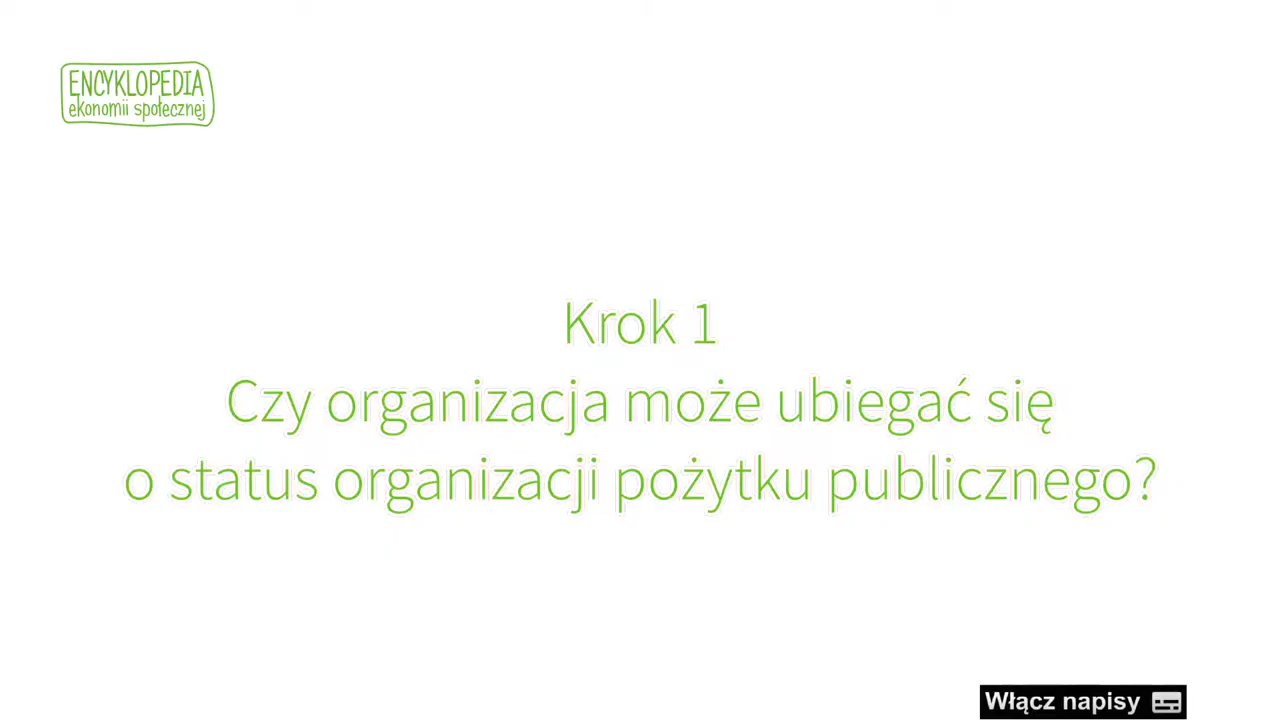 ENCYKLOPEDIA
ekonomii społecznej
Krok 1
Czy organizacja może ubiegać się
o status organizacji pożytku publicznego?
Włącz napisy